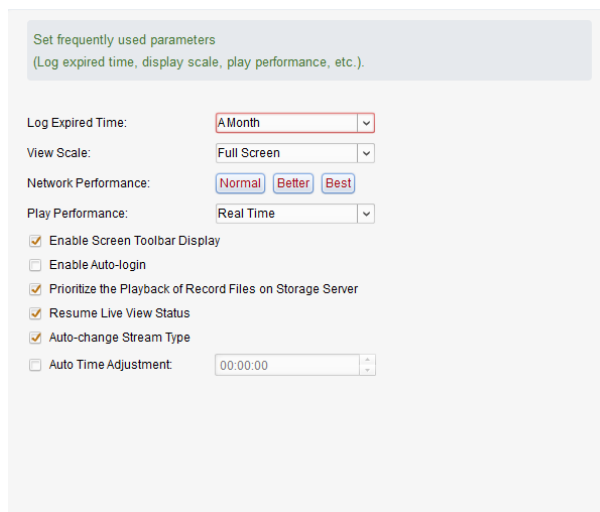 Set frequently used parameters
(Log expired time, display scale, play performance, etc.).
Log Expired Time: A Month
View Scale: Full Screen
Network Performance: Normal Better Best
Play Performance: Real Time
Enable Screen Toolbar Display
Enable Auto-login
Prioritize the Playback of Record Files on Storage Server
Resume Live View Status
Auto-change Stream Type
Auto Time Adjustment: 00:00:00